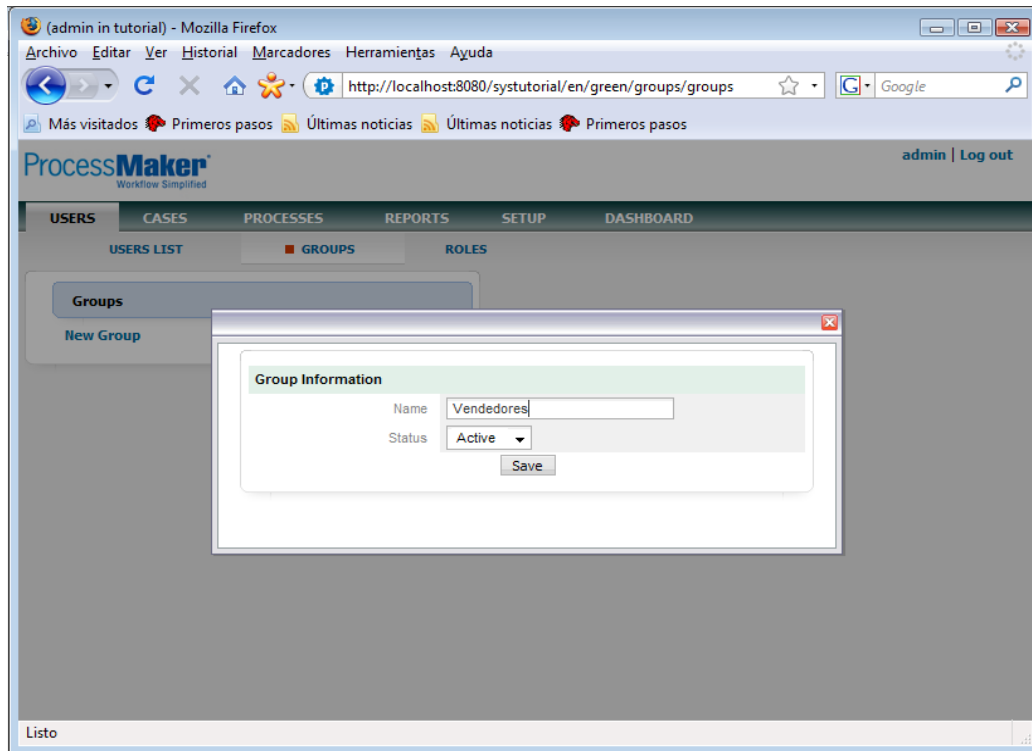 (admin in tutorial) - Mozilla Firefox
Archivo Editar Ver Historial Marcadores Herramientas Ayuda
http://localhost:8080/systutorial/en/green/groups/groups G Google
Más visitados Primeros pasos Últimas noticias Últimas noticias Primeros pasos
ProcessMaker
Workflow Simplified
admin | Log out
USERS CASES PROCESSES REPORTS SETUP DASHBOARD
USERS LIST GROUPS ROLES
Groups
New Group
Group Information
Name Vendedores
Status Active
Save
Listo